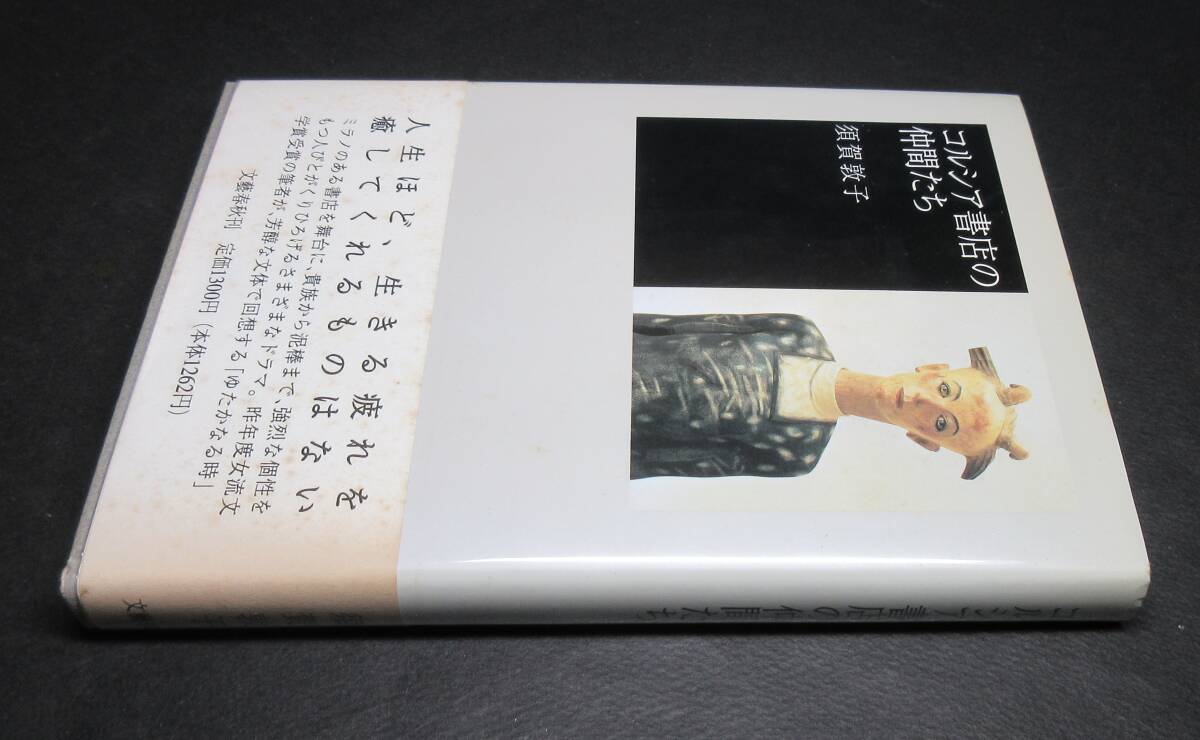 コルシア書店の
仲間たち
須賀敦子
人生ほど、生きる疲れを
癒してくれるものはない
ミラノのある書店を舞台に、貴族から泥棒まで、強烈な個性を
もつ人びとがくりひろげるさまざまなドラマ。昨年度女流文
学賞受賞の筆者が、芳醇な文体で回想する「ゆたかなる時」
文藝春秋刊 定価1300円(本体1262円)
コルシア書店の仲間たち